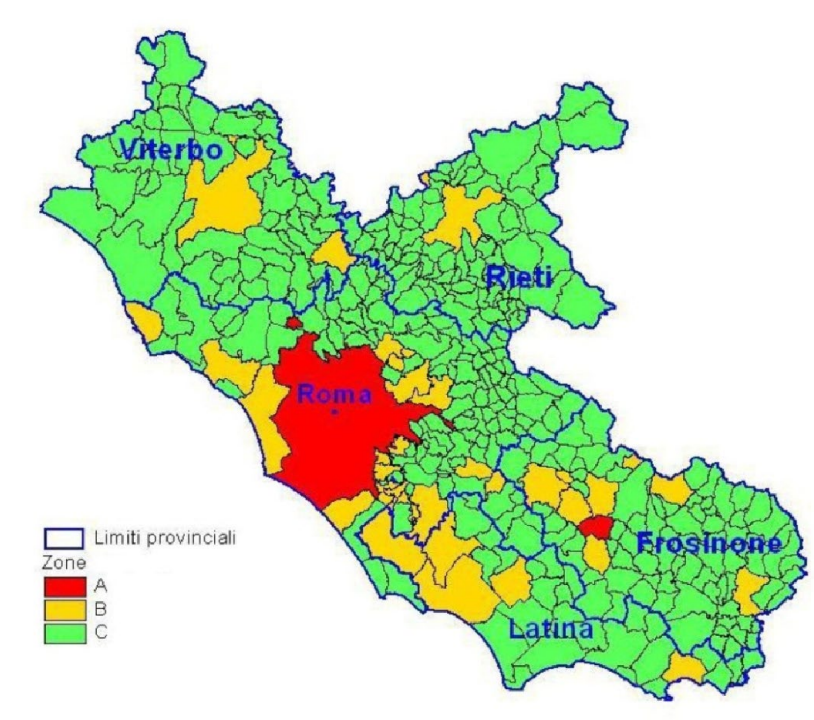 Viterbo
Rieti
Roma
Frosinone
Latina
Limiti provinciali
Zone
A
B
C